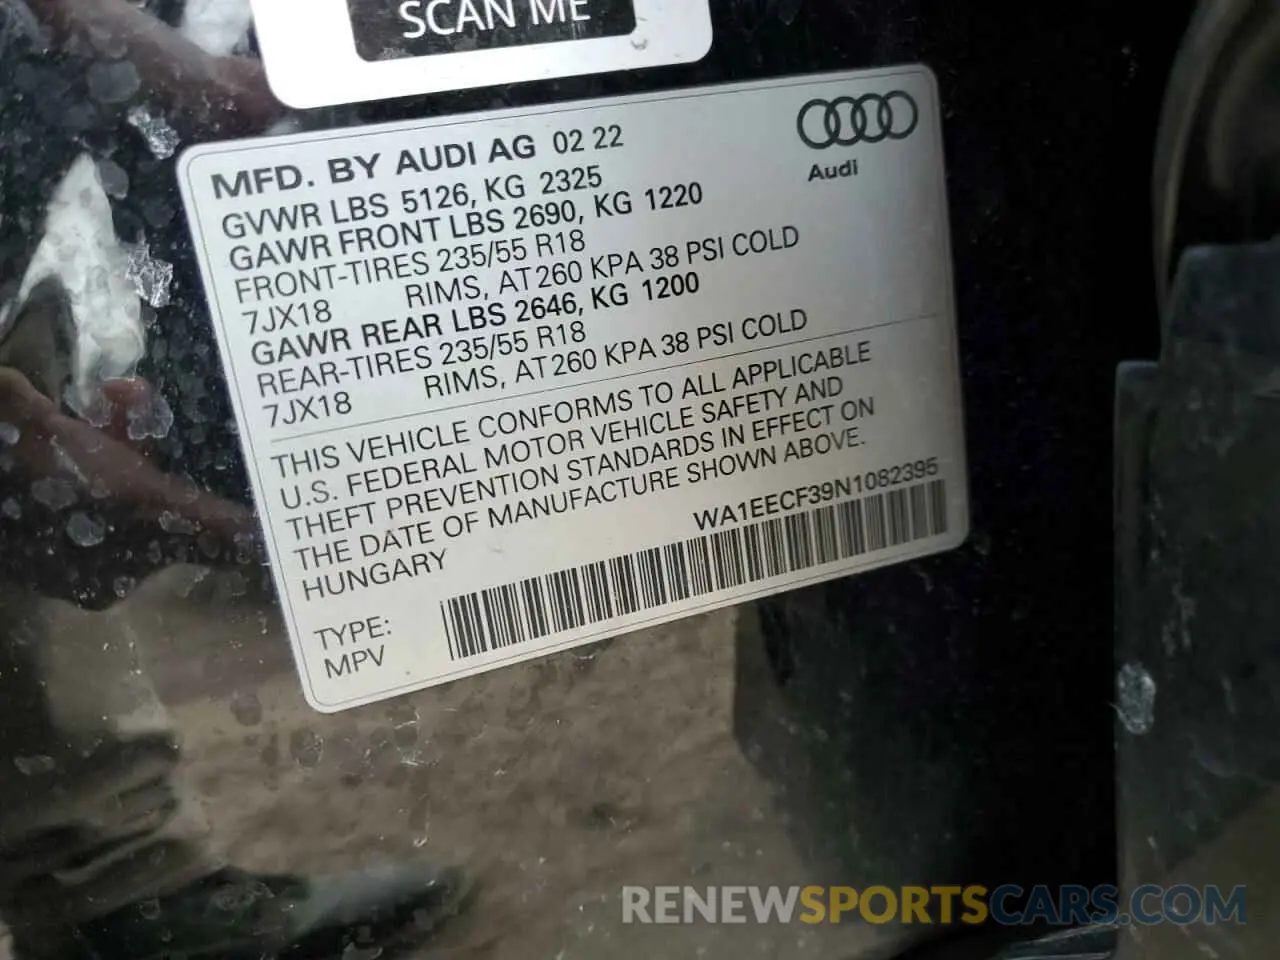 SCAN ME
MFD. BY AUDI AG 02 22
Audi
GVWR LBS 5126, KG 2325
GAWR FRONT LBS 2690, KG 1220
FRONT-TIRES 235/55 R18
7JX18 RIMS, AT 260 KPA 38 PSI COLD
GAWR REAR LBS 2646, KG 1200
REAR-TIRES 235/55 R18
7JX18 RIMS, AT 260 KPA 38 PSI COLD
THIS VEHICLE CONFORMS TO ALL APPLICABLE
U.S. FEDERAL MOTOR VEHICLE SAFETY AND
THEFT PREVENTION STANDARDS IN EFFECT ON
THE DATE OF MANUFACTURE SHOWN ABOVE.
HUNGARY
WA1EECF39N1082395
TYPE:
MPV
RENEWSPORTSCARS.COM